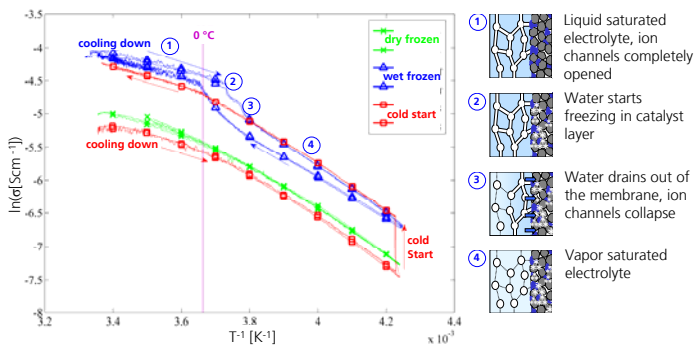 0 °C
-4
-4.5
-5
-5.5
-6
-6.5
-7
-7.5
-8
ln(σ[Scm⁻¹])
cooling down
1
2
3
4
dry frozen
wet frozen
cold start
cooling down
cold
Start
3.2
3.4
3.6
3.8
4
4.2
4.4
T⁻¹ [K⁻¹]
x 10⁻³
1
Liquid saturated
electrolyte, ion
channels completely
opened
2
Water starts
freezing in catalyst
layer
3
Water drains out of
the membrane, ion
channels collapse
4
Vapor saturated
electrolyte